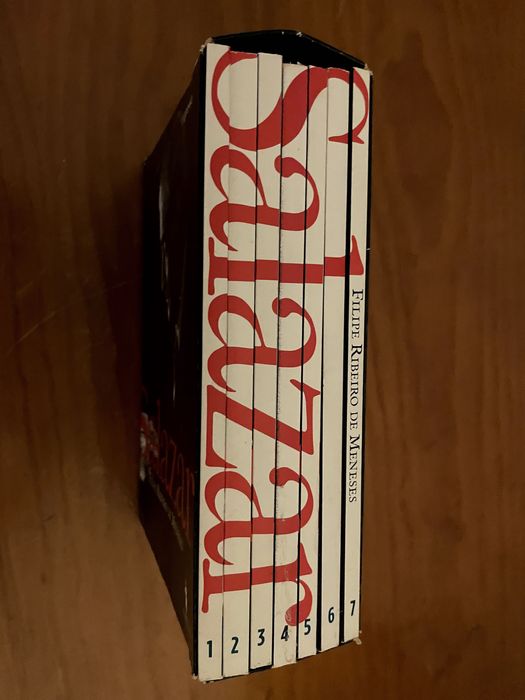 Salazar
FILIPE RIBEIRO DE MENESES
1 2 3 4 5 6 7